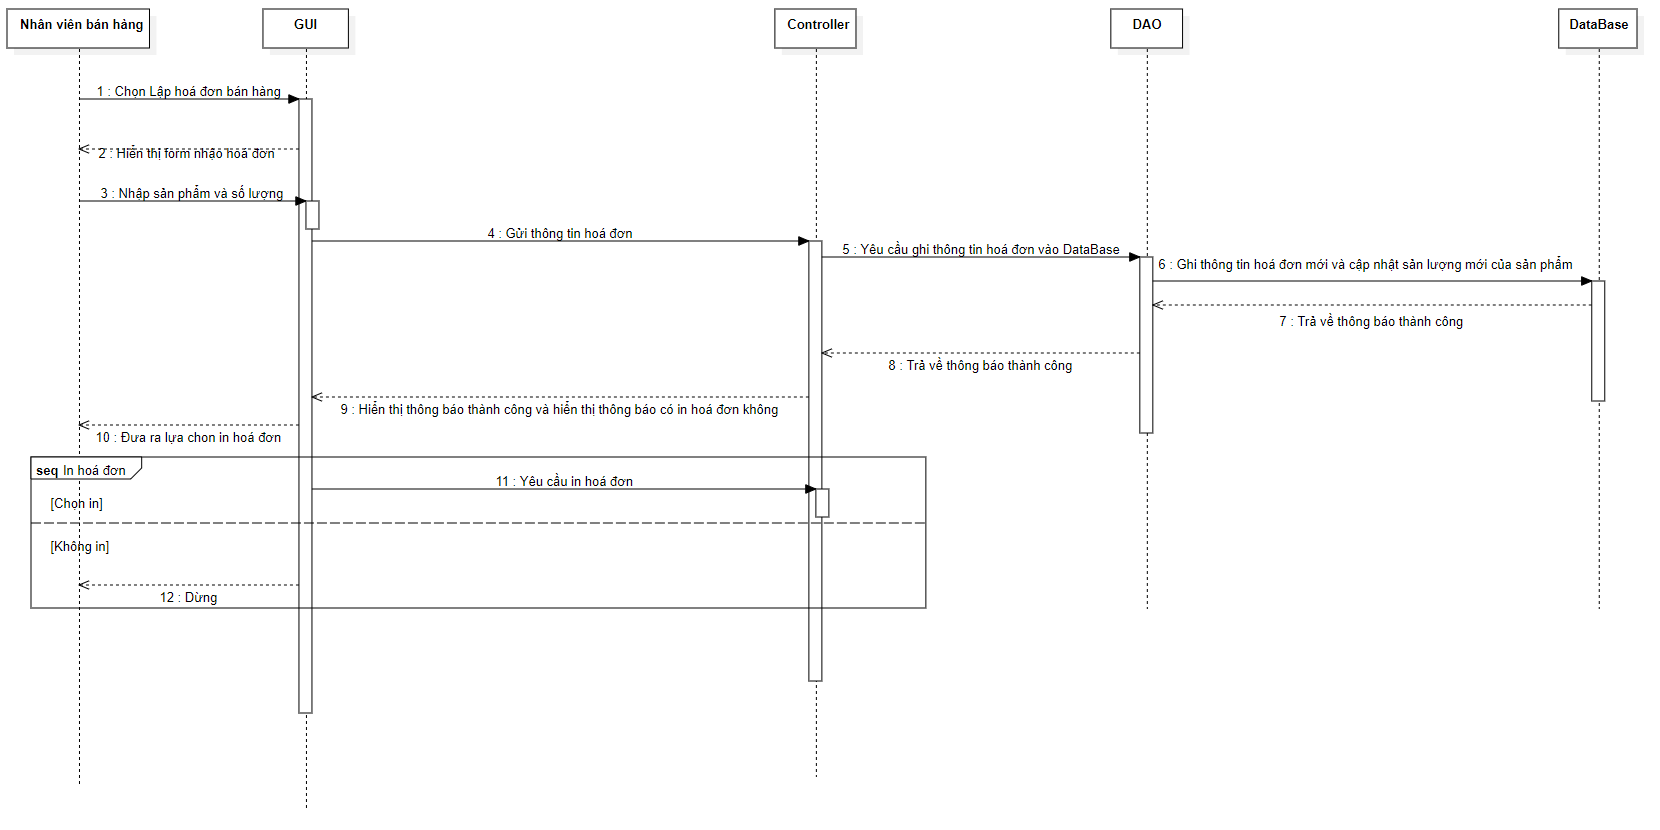 Nhân viên bán hàng
GUI
Controller
DAO
DataBase
1 : Chọn Lập hoá đơn bán hàng
2 : Hiển thị form nhập hoá đơn
3 : Nhập sản phẩm và số lượng
4 : Gửi thông tin hoá đơn
5 : Yêu cầu ghi thông tin hoá đơn vào DataBase
6 : Ghi thông tin hoá đơn mới và cập nhật sản lượng mới của sản phẩm
7 : Trả về thông báo thành công
8 : Trả về thông báo thành công
9 : Hiển thị thông báo thành công và hiển thị thông báo có in hoá đơn không
10 : Đưa ra lựa chon in hoá đơn
seq In hoá đơn
11 : Yêu cầu in hoá đơn
[Chọn in]
[Không in]
12 : Dừng